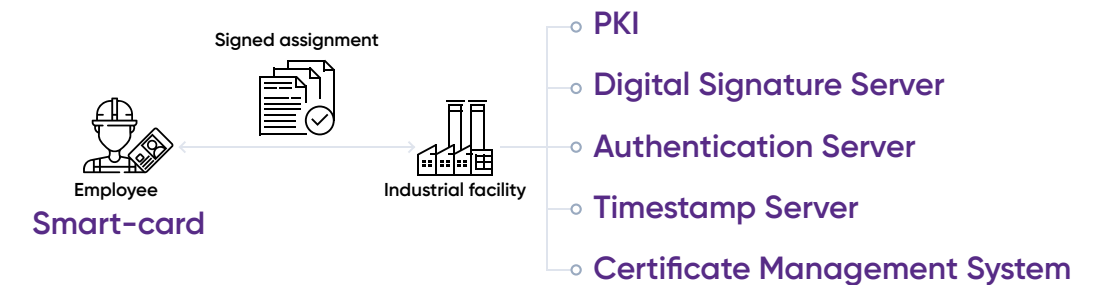 Signed assignment
Employee
Smart-card
Industrial facility
PKI
Digital Signature Server
Authentication Server
Timestamp Server
Certificate Management System